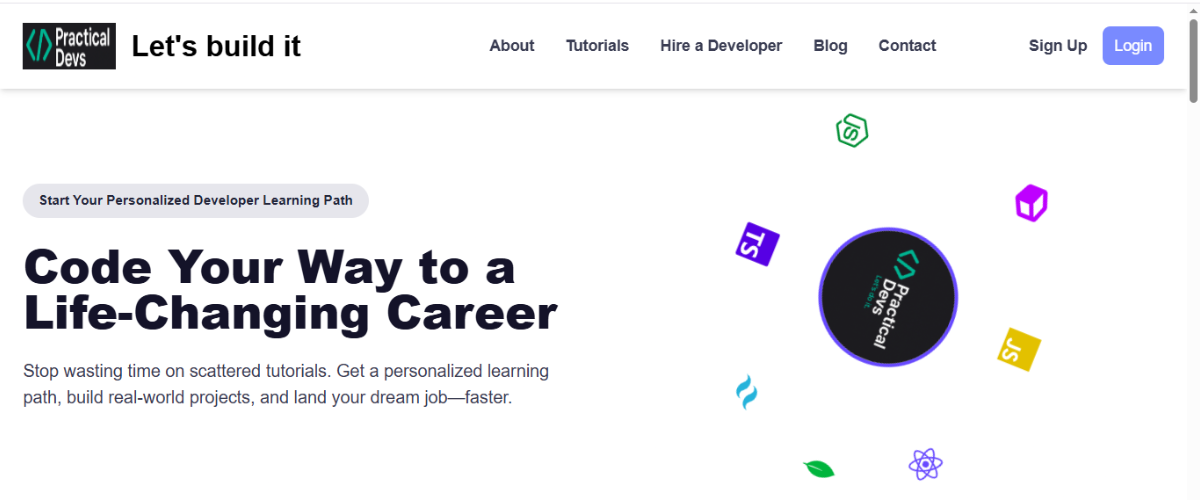 Practical
Devs
Let's build it
About
Tutorials
Hire a Developer
Blog
Contact
Sign Up
Login
Start Your Personalized Developer Learning Path
Code Your Way to a
Life-Changing Career
Stop wasting time on scattered tutorials. Get a personalized learning
path, build real-world projects, and land your dream job—faster.
TS
JS
Practical
Devs
Let's do it.